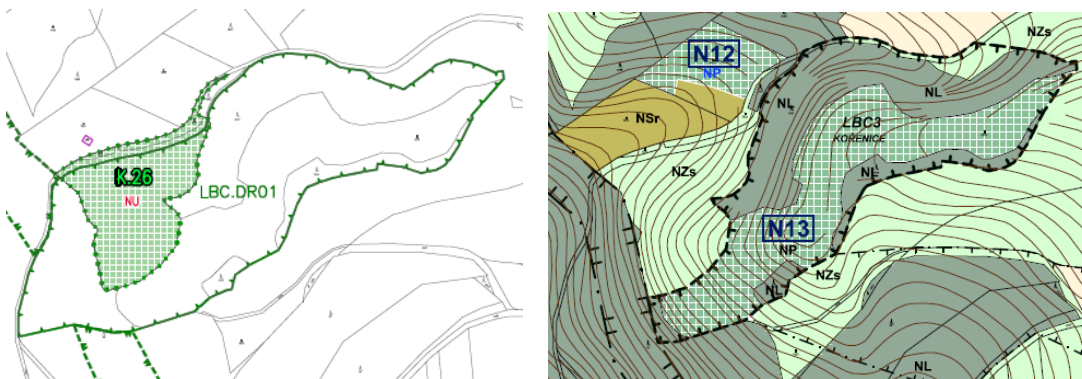 K.26
NU
LBC.DR01
NZs
N12
NP
NL
NL
LBC3
KOŘENICE
NSr
NZs
NL
N13
NP
NZs
NL
NL